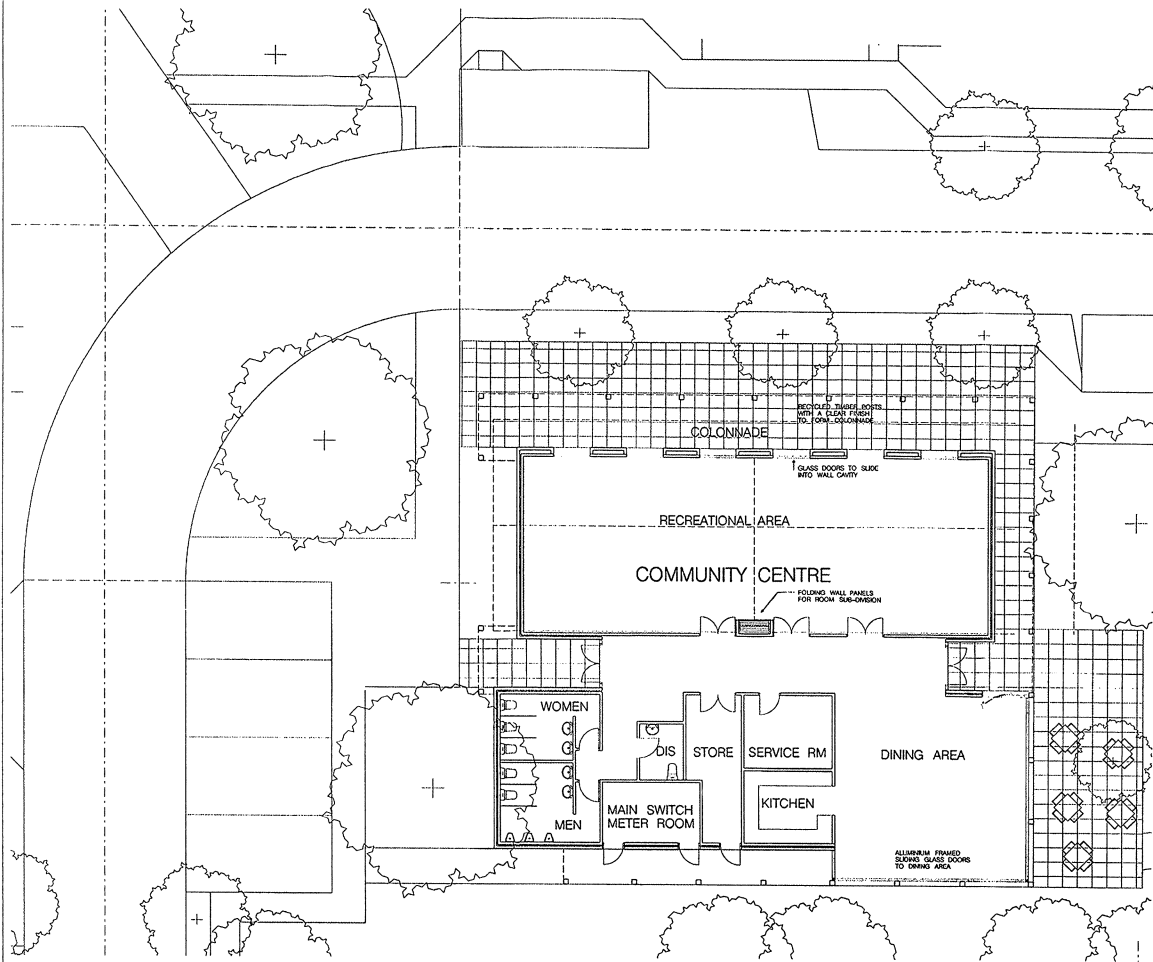 RECYCLED TIMBER POSTS
WITH A CLEAR FINISH
TO FORM COLONNADE
COLONNADE
GLASS DOORS TO SLIDE
INTO WALL CAVITY
RECREATIONAL AREA
COMMUNITY CENTRE
FOLDING WALL PANELS
FOR ROOM SUB-DIVISION
WOMEN
DIS
STORE
SERVICE RM
DINING AREA
KITCHEN
MAIN SWITCH
METER ROOM
MEN
ALUMINIUM FRAMED
SLIDING GLASS DOORS
TO DINING AREA